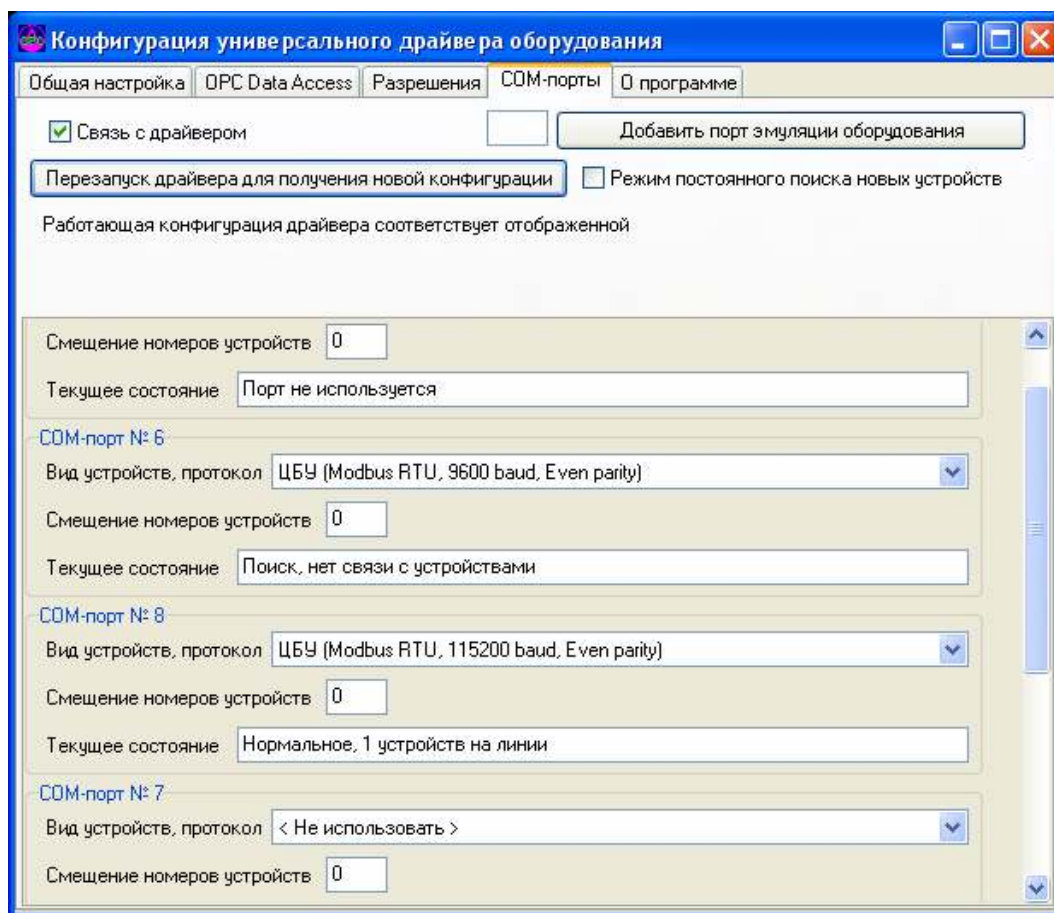 Конфигурация универсального драйвера оборудования
Общая настройка OPC Data Access Разрешения COM-порты О программе
Связь с драйвером Добавить порт эмуляции оборудования
Перезапуск драйвера для получения новой конфигурации Режим постоянного поиска новых устройств
Работающая конфигурация драйвера соответствует отображенной
Смещение номеров устройств 0
Текущее состояние Порт не используется
COM-порт № 6
Вид устройств, протокол ЦБУ (Modbus RTU, 9600 baud, Even parity)
Смещение номеров устройств 0
Текущее состояние Поиск, нет связи с устройствами
COM-порт № 8
Вид устройств, протокол ЦБУ (Modbus RTU, 115200 baud, Even parity)
Смещение номеров устройств 0
Текущее состояние Нормальное, 1 устройств на линии
COM-порт № 7
Вид устройств, протокол < Не использовать >
Смещение номеров устройств 0